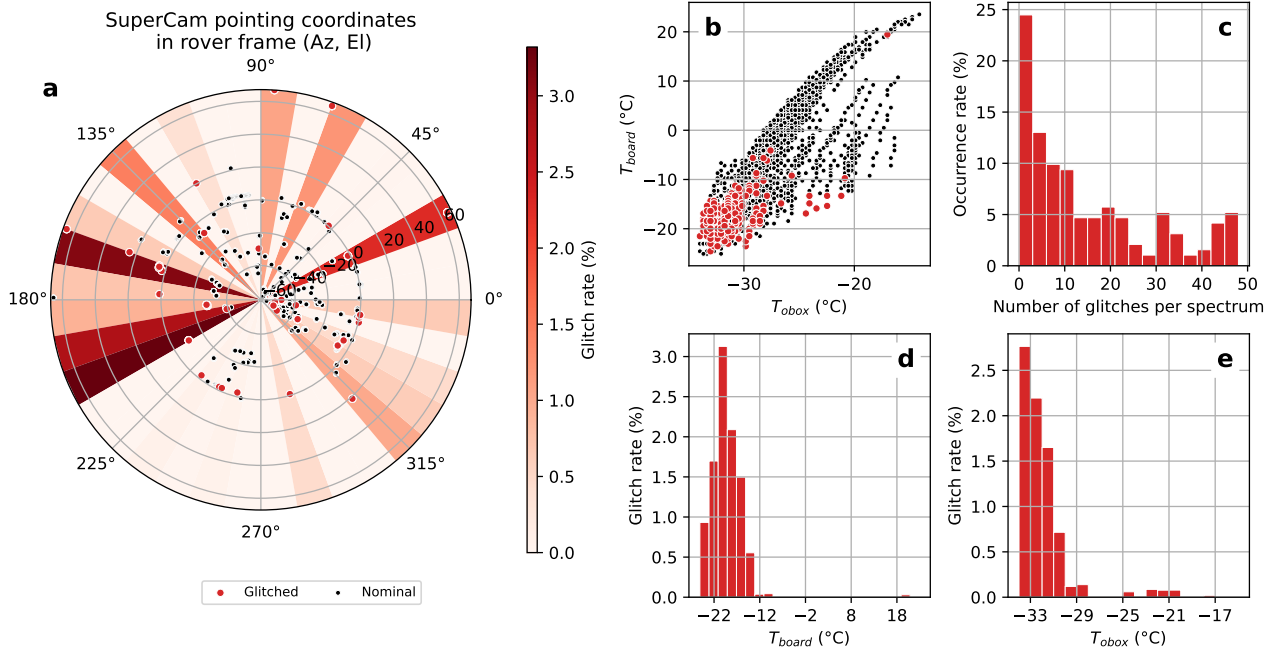 SuperCam pointing coordinates
in rover frame (Az, El)
a
90°
135°
45°
180°
0°
225°
315°
270°
60
40
20
0
−20
−40
−60
3.0
2.5
2.0
1.5
1.0
0.5
0.0
Glitch rate (%)
Glitched
Nominal
b
20
10
0
−10
−20
T_board (°C)
−30
−20
T_obox (°C)
c
25
20
15
10
5
0
Occurrence rate (%)
0 10 20 30 40 50
Number of glitches per spectrum
d
3.0
2.5
2.0
1.5
1.0
0.5
0.0
Glitch rate (%)
−22 −12 −2 8 18
T_board (°C)
e
2.5
2.0
1.5
1.0
0.5
0.0
Glitch rate (%)
−33 −29 −25 −21 −17
T_obox (°C)